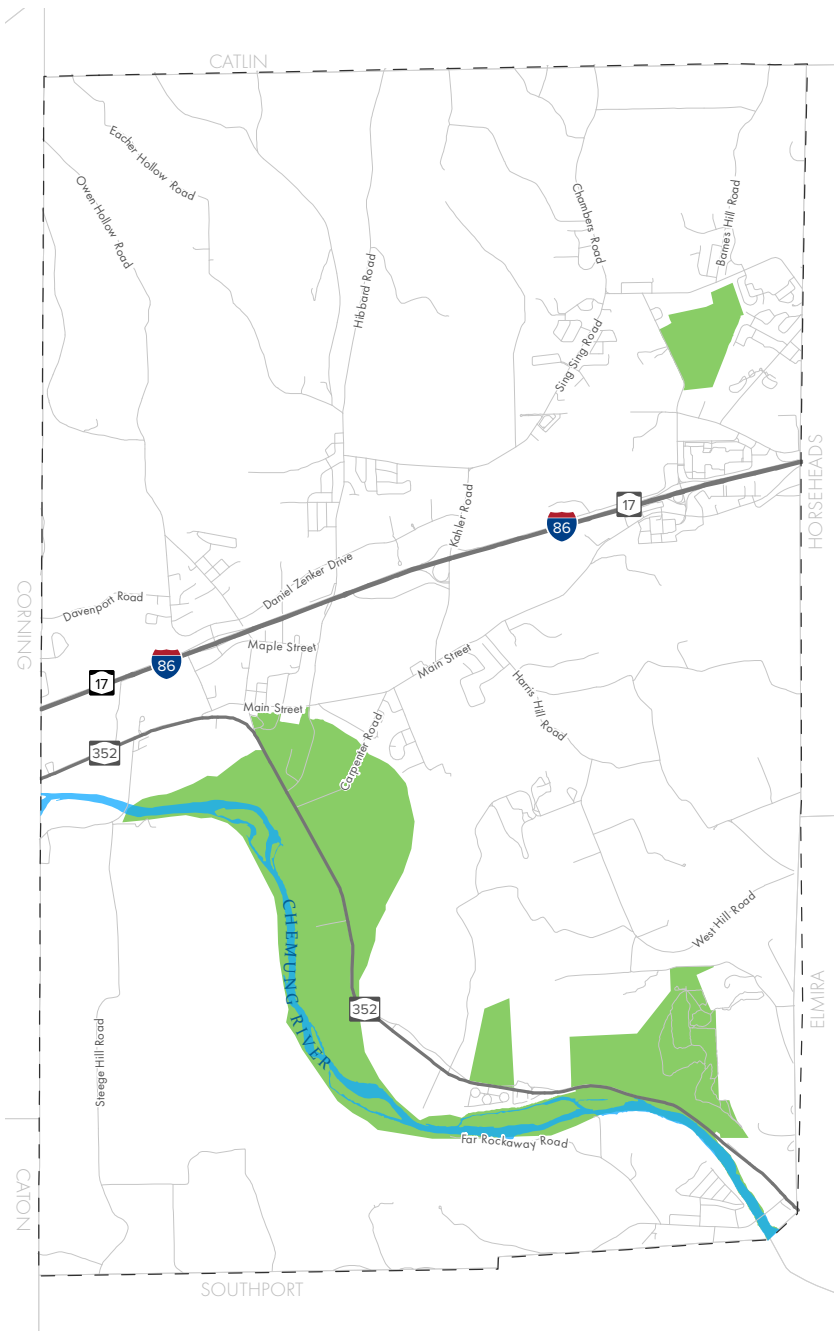 CATLIN
Eacher Hollow Road
Owen Hollow Road
Chambers Road
Barnes Hill Road
Hibbard Road
Sing Sing Road
HORSEHEADS
Kahler Road
17
86
Daniel Zenker Drive
Davenport Road
CORNING
Maple Street
86
17
Main Street
Harris Hill Road
Main Street
352
Carpenter Road
CHEMUNG RIVER
West Hill Road
ELMIRA
352
Steege Hill Road
Far Rockaway Road
CATON
SOUTHPORT